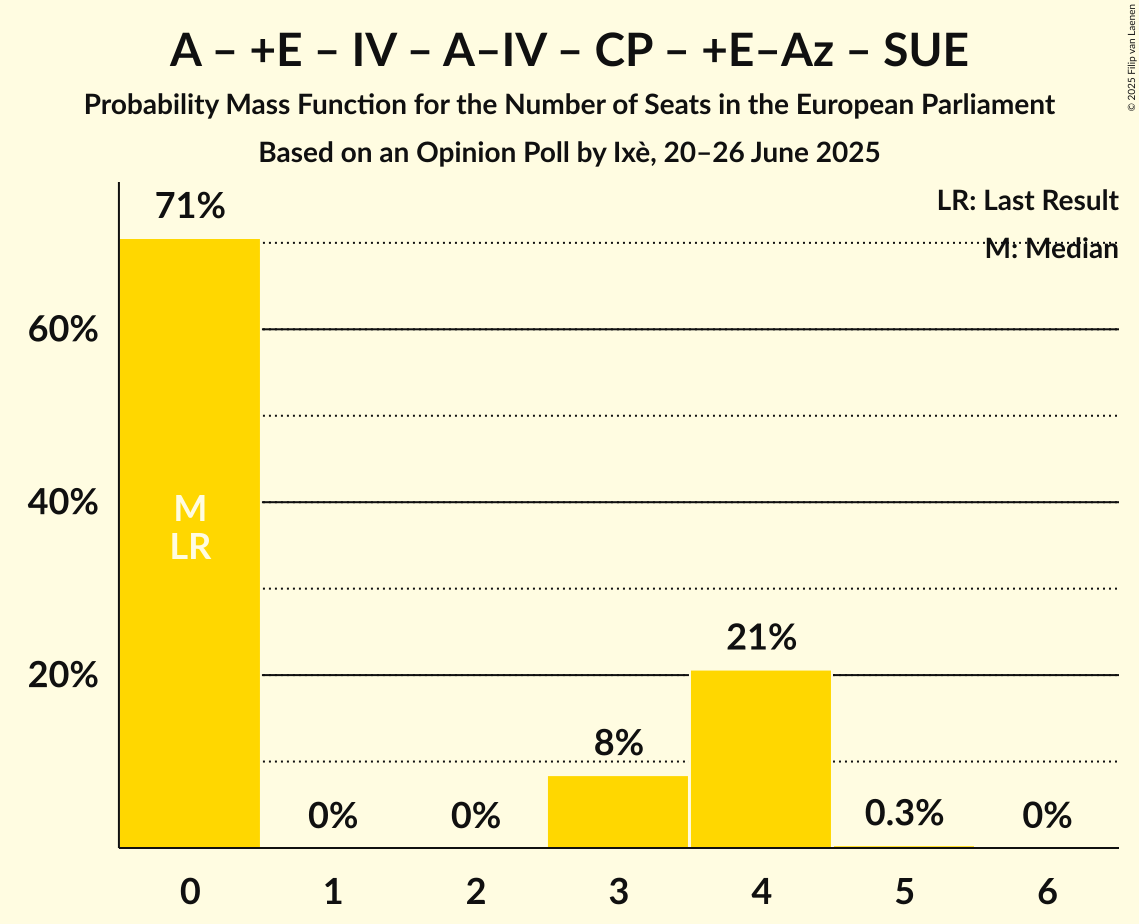 A – +E – IV – A–IV – CP – +E–Az – SUE
Probability Mass Function for the Number of Seats in the European Parliament
Based on an Opinion Poll by Ixè, 20–26 June 2025
© 2025 Filip van Laenen
LR: Last Result
M: Median
71%
60%
40%
20%
M
LR
0%
0%
8%
21%
0.3%
0%
0 1 2 3 4 5 6